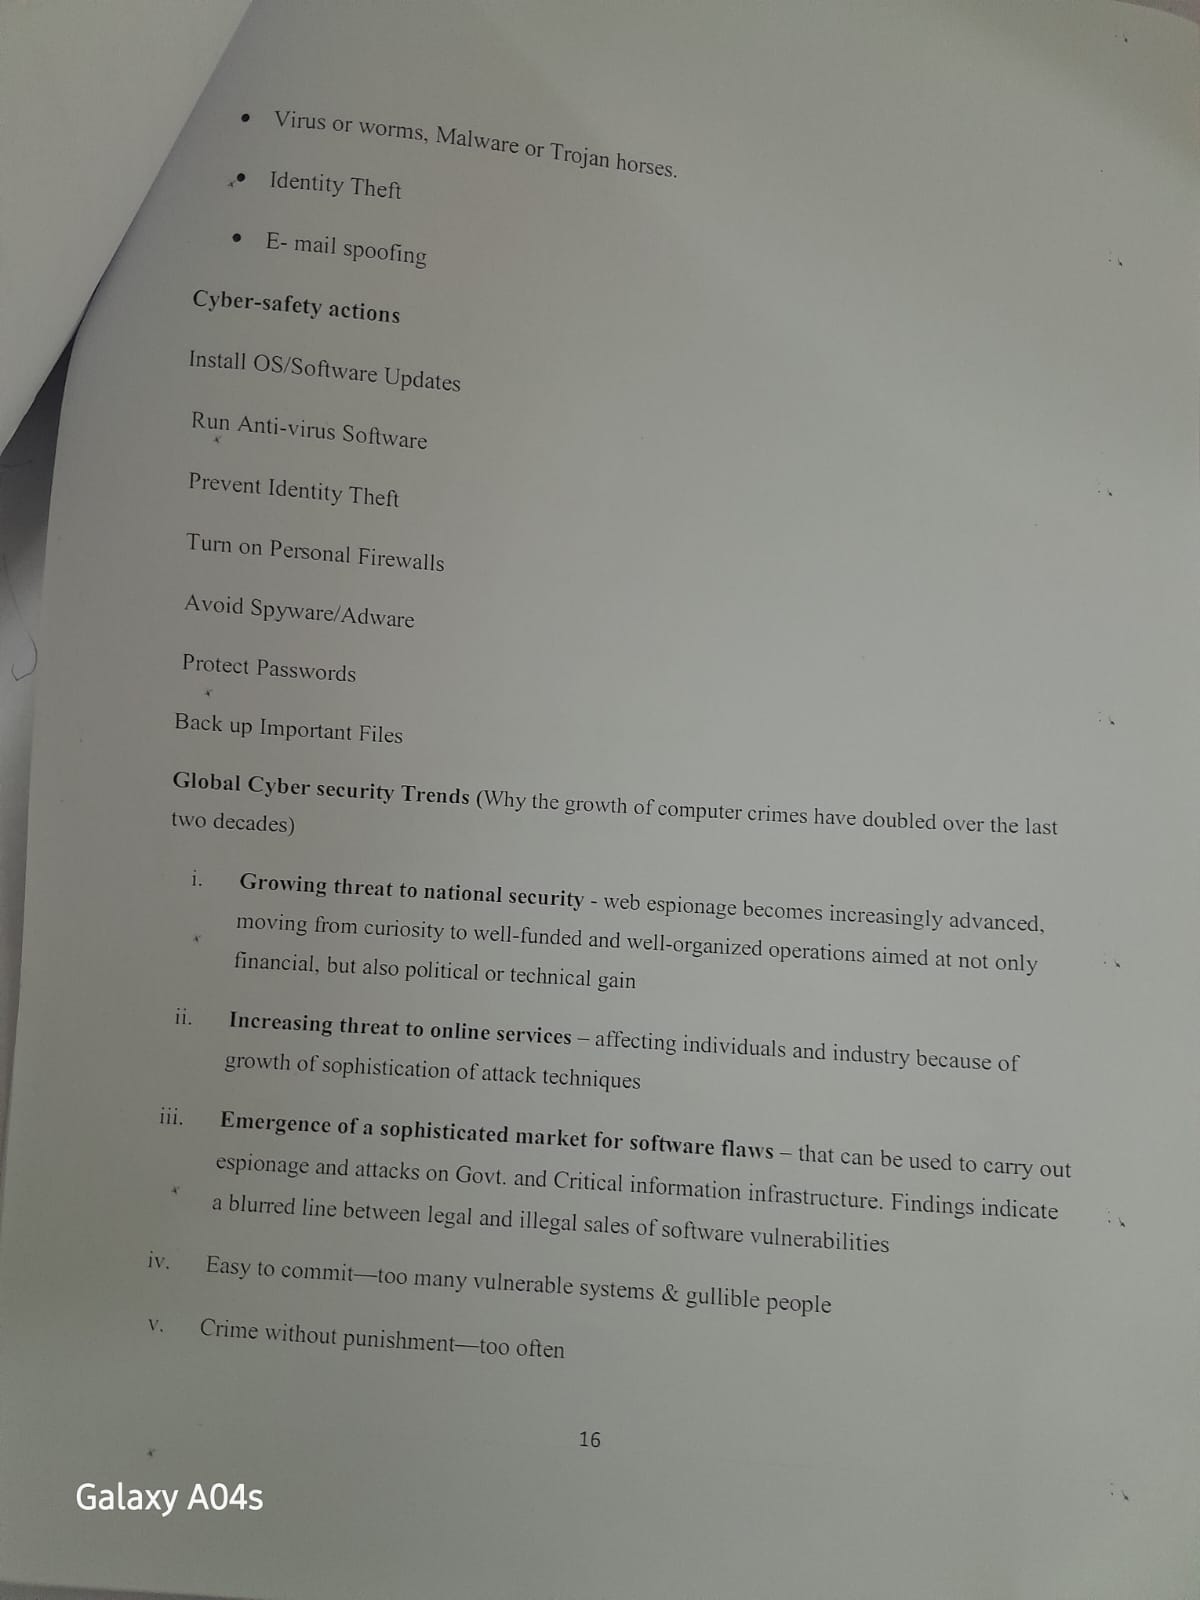 • Virus or worms, Malware or Trojan horses.
• Identity Theft
• E- mail spoofing
Cyber-safety actions
Install OS/Software Updates
Run Anti-virus Software
Prevent Identity Theft
Turn on Personal Firewalls
Avoid Spyware/Adware
Protect Passwords
Back up Important Files
Global Cyber security Trends (Why the growth of computer crimes have doubled over the last
two decades)
i. Growing threat to national security - web espionage becomes increasingly advanced,
moving from curiosity to well-funded and well-organized operations aimed at not only
financial, but also political or technical gain
ii. Increasing threat to online services – affecting individuals and industry because of
growth of sophistication of attack techniques
iii. Emergence of a sophisticated market for software flaws – that can be used to carry out
espionage and attacks on Govt. and Critical information infrastructure. Findings indicate
a blurred line between legal and illegal sales of software vulnerabilities
iv. Easy to commit—too many vulnerable systems & gullible people
v. Crime without punishment—too often
16
Galaxy A04s